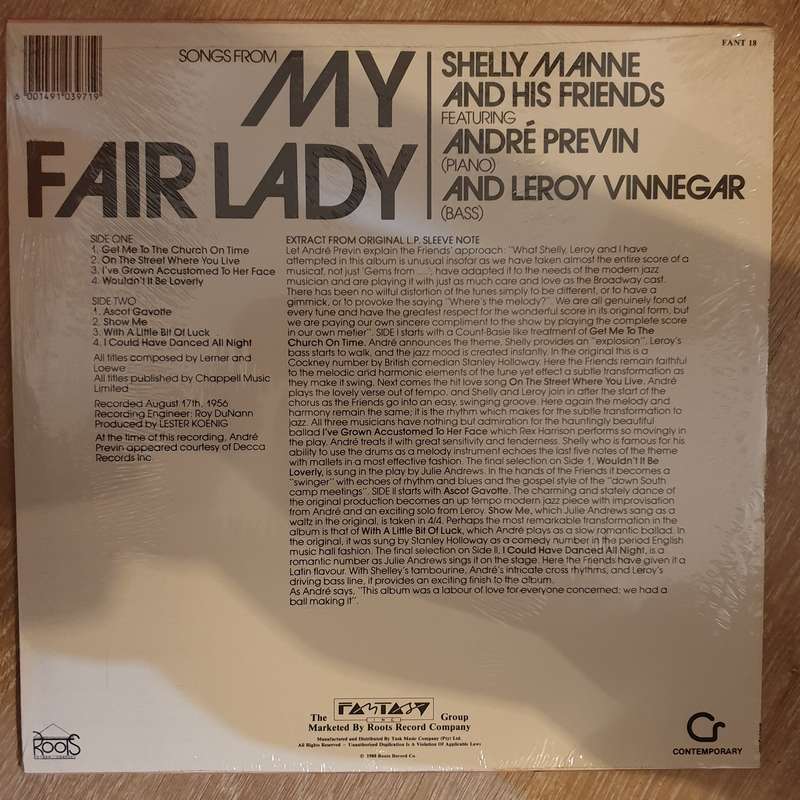 6 001491 039719
FANT 18
SONGS FROM
MY
FAIR LADY
SHELLY MANNE
AND HIS FRIENDS
FEATURING
ANDRÉ PREVIN
(PIANO)
AND LEROY VINNEGAR
(BASS)
SIDE ONE
1. Get Me To The Church On Time
2. On The Street Where You Live
3. I've Grown Accustomed To Her Face
4. Wouldn't It Be Loverly
SIDE TWO
1. Ascot Gavotte
2. Show Me
3. With A Little Bit Of Luck
4. I Could Have Danced All Night
All titles composed by Lerner and
Loewe
All titles published by Chappell Music
Limited
Recorded August 17th, 1956
Recording Engineer: Roy DuNann
Produced by LESTER KOENIG
At the time of this recording, André
Previn appeared courtesy of Decca
Records Inc.
EXTRACT FROM ORIGINAL L.P. SLEEVE NOTE
Let André Previn explain the Friends' approach: "What Shelly, Leroy and I have
attempted in this album is unusual insofar as we have taken almost the entire score of a
musical, not just 'Gems from ....', have adapted it to the needs of the modern jazz
musician and are playing it with just as much care and love as the Broadway cast.
There has been no wilful distortion of the tunes simply to be different, or to have a
gimmick, or to provoke the saying "Where's the melody?". We are all genuinely fond of
every tune and have the greatest respect for the wonderful score in its original form, but
we are paying our own sincere compliment to the show by playing the complete score
in our own metier". SIDE I starts with a Count-Basie like treatment of Get Me To The
Church On Time. André announces the theme, Shelly provides an "explosion", Leroy's
bass starts to walk, and the jazz mood is created instantly. In the original this is a
Cockney number by British comedian Stanley Holloway. Here the Friends remain faithful
to the melodic and harmonic elements of the tune yet effect a subtle transformation as
they make it swing. Next comes the hit love song On The Street Where You Live. André
plays the lovely verse out of tempo, and Shelly and Leroy join in after the start of the
chorus as the Friends go into an easy, swinging groove. Here again the melody and
harmony remain the same; it is the rhythm which makes for the subtle transformation to
jazz. All three musicians have nothing but admiration for the hauntingly beautiful
ballad I've Grown Accustomed To Her Face which Rex Harrison performs so movingly in
the play. André treats it with great sensitivity and tenderness. Shelly who is famous for his
ability to use the drums as a melody instrument echoes the last five notes of the theme
with mallets in a most effective fashion. The final selection on Side 1, Wouldn't It Be
Loverly, is sung in the play by Julie Andrews. In the hands of the Friends it becomes a
"swinger" with echoes of rhythm and blues and the gospel style of the "down South
camp meetings". SIDE II starts with Ascot Gavotte. The charming and stately dance of
the original production becomes an up tempo modern jazz piece with improvisation
from André and an exciting solo from Leroy. Show Me, which Julie Andrews sang as a
waltz in the original, is taken in 4/4. Perhaps the most remarkable transformation in the
album is that of With A Little Bit Of Luck, which André plays as a slow romantic ballad. In
the original, it was sung by Stanley Holloway as a comedy number in the period English
music hall fashion. The final selection on Side II, I Could Have Danced All Night, is a
romantic number as Julie Andrews sings it on the stage. Here the Friends have given it a
Latin flavour. With Shelley's tambourine, André's intricate cross rhythms, and Leroy's
driving bass line, it provides an exciting finish to the album.
As André says, "This album was a labour of love for everyone concerned; we had a
ball making it".
The FANTASY Group
Marketed By Roots Record Company
Manufactured and Distributed By Tusk Music Company (Pty) Ltd.
All Rights Reserved — Unauthorised Duplication Is A Violation Of Applicable Laws
© 1988 Roots Record Co.
ROOTS
Cr
CONTEMPORARY